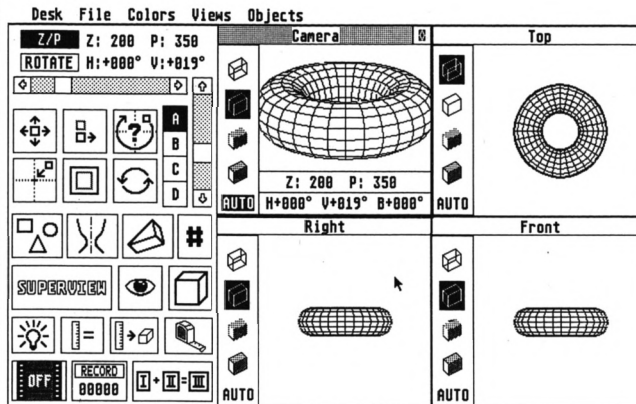 Desk File Colors Views Objects
Z/P Z: 200 P: 350
ROTATE H:+000° V:+019°
A
B
C
D
?
#
SUPERVIEW
=
OFF
RECORD
00000
I + II = III
Camera
Z: 200 P: 350
AUTO H+000° V+019° B+000°
Top
AUTO
Right
AUTO
Front
AUTO